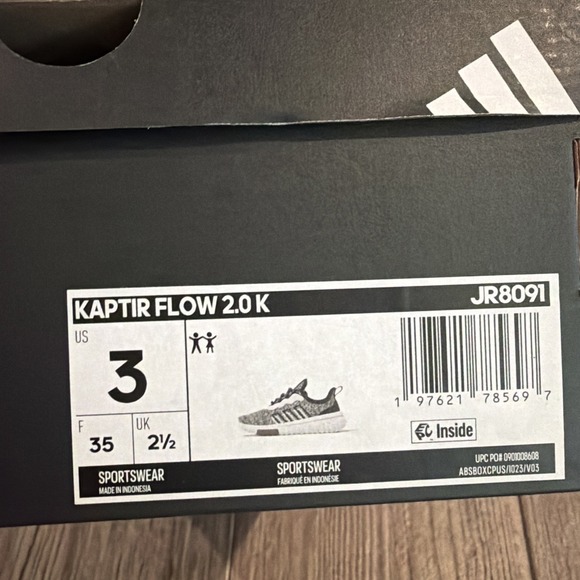 KAPTIR FLOW 2.0 K
JR8091
US
3
F
35
UK
2½
1 97621 78569 7
Inside
SPORTSWEAR
MADE IN INDONESIA
SPORTSWEAR
FABRIQUÉ EN INDONÉSIE
UPC PO# 0901008608
ABSBOXCPUS/1023/V03